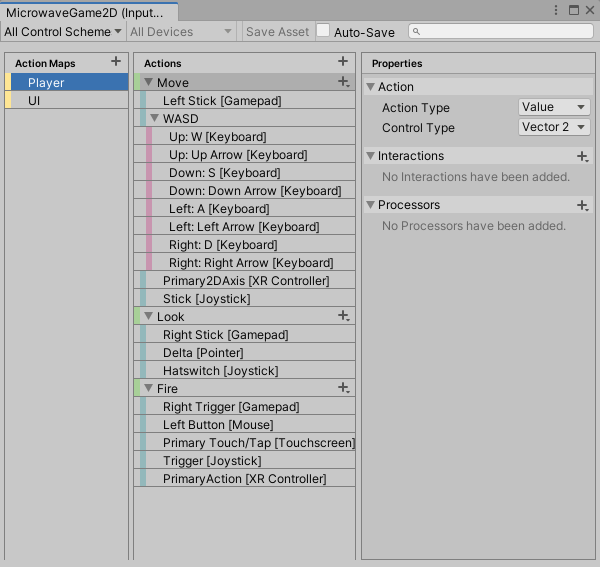 MicrowaveGame2D (Input...
All Control Scheme All Devices Save Asset Auto-Save
Action Maps
Player
UI
Actions
Move
Left Stick [Gamepad]
WASD
Up: W [Keyboard]
Up: Up Arrow [Keyboard]
Down: S [Keyboard]
Down: Down Arrow [Keyboard]
Left: A [Keyboard]
Left: Left Arrow [Keyboard]
Right: D [Keyboard]
Right: Right Arrow [Keyboard]
Primary2DAxis [XR Controller]
Stick [Joystick]
Look
Right Stick [Gamepad]
Delta [Pointer]
Hatswitch [Joystick]
Fire
Right Trigger [Gamepad]
Left Button [Mouse]
Primary Touch/Tap [Touchscreen]
Trigger [Joystick]
PrimaryAction [XR Controller]
Properties
Action
Action Type Value
Control Type Vector 2
Interactions
No Interactions have been added.
Processors
No Processors have been added.